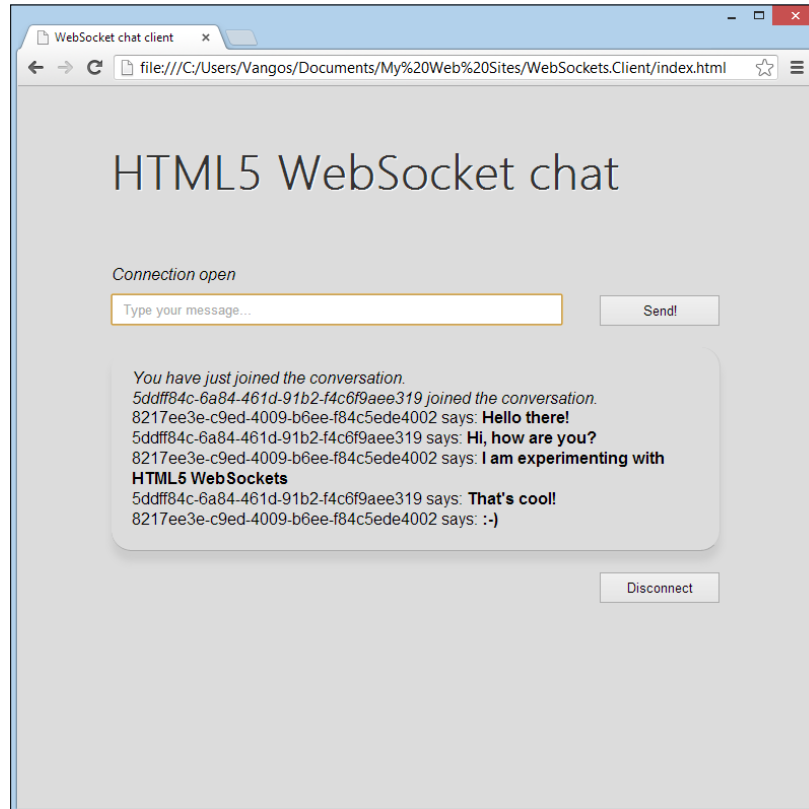 WebSocket chat client
file:///C:/Users/Vangos/Documents/My%20Web%20Sites/WebSockets.Client/index.html
HTML5 WebSocket chat
Connection open
Type your message...
Send!
You have just joined the conversation.
5ddff84c-6a84-461d-91b2-f4c6f9aee319 joined the conversation.
8217ee3e-c9ed-4009-b6ee-f84c5ede4002 says: Hello there!
5ddff84c-6a84-461d-91b2-f4c6f9aee319 says: Hi, how are you?
8217ee3e-c9ed-4009-b6ee-f84c5ede4002 says: I am experimenting with
HTML5 WebSockets
5ddff84c-6a84-461d-91b2-f4c6f9aee319 says: That's cool!
8217ee3e-c9ed-4009-b6ee-f84c5ede4002 says: :-)
Disconnect